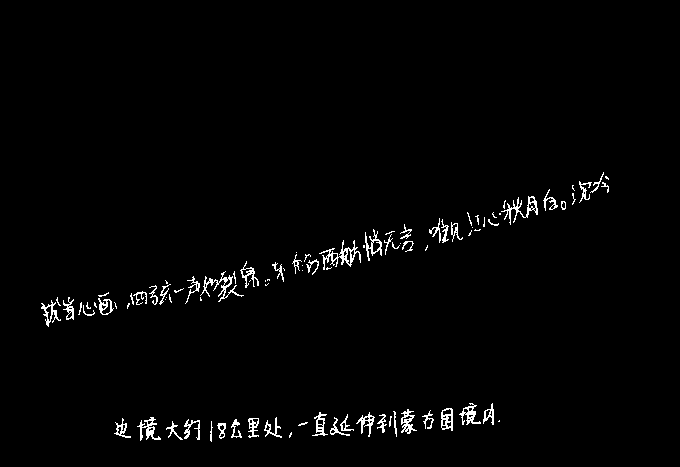 拔当心画,四弦一声如裂帛。东船西舫悄无言,唯见江心秋月白。沉吟
边境大约18公里处,一直延伸到蒙方国境内.